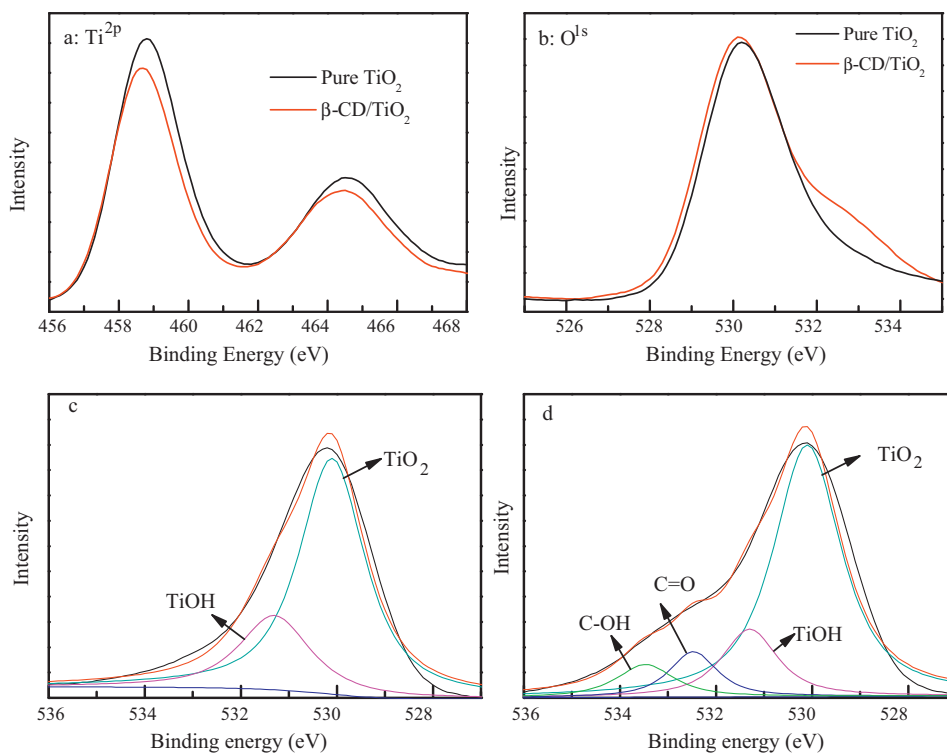 a: Ti²ᵖ
Pure TiO₂
β-CD/TiO₂
Intensity
456 458 460 462 464 466 468
Binding Energy (eV)
b: O¹ˢ
Pure TiO₂
β-CD/TiO₂
Intensity
526 528 530 532 534
Binding Energy (eV)
c
TiO₂
TiOH
Intensity
536 534 532 530 528
Binding energy (eV)
d
TiO₂
C=O
C-OH
TiOH
Intensity
536 534 532 530 528
Binding energy (eV)